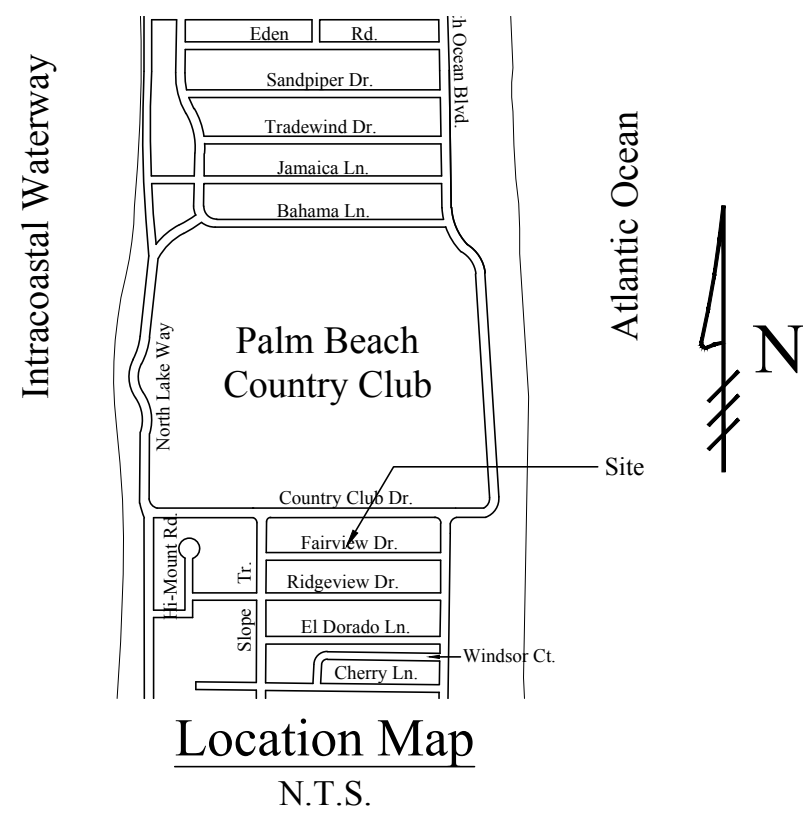 Eden Rd.
h Ocean Blvd.
Sandpiper Dr.
Tradewind Dr.
Jamaica Ln.
Bahama Ln.
Intracoastal Waterway
Atlantic Ocean
N
North Lake Way
Palm Beach
Country Club
Site
Country Club Dr.
Hi-Mount Rd.
Fairview Dr.
Slope Tr.
Ridgeview Dr.
El Dorado Ln.
Windsor Ct.
Cherry Ln.
Location Map
N.T.S.